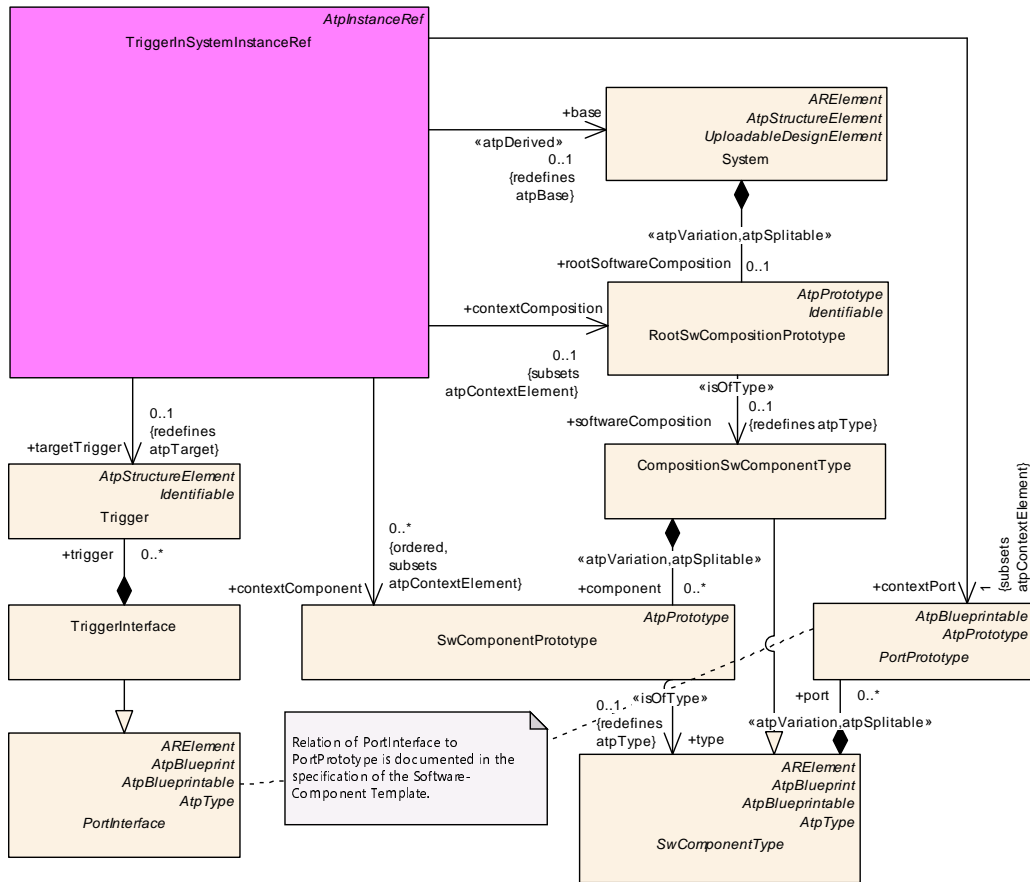 AtpInstanceRef
TriggerInSystemInstanceRef
+base
«atpDerived»
0..1
{redefines
atpBase}
ARElement
AtpStructureElement
UploadableDesignElement
System
«atpVariation,atpSplitable»
+rootSoftwareComposition
0..1
+contextComposition
0..1
{subsets
atpContextElement}
AtpPrototype
Identifiable
RootSwCompositionPrototype
«isOfType»
0..1
{redefines atpType}
+softwareComposition
CompositionSwComponentType
+targetTrigger
0..1
{redefines
atpTarget}
AtpStructureElement
Identifiable
Trigger
+trigger
0..*
TriggerInterface
0..*
{ordered,
subsets
atpContextElement}
+contextComponent
«atpVariation,atpSplitable»
+component
0..*
AtpPrototype
SwComponentPrototype
+contextPort
1
{subsets
atpContextElement}
AtpBlueprintable
AtpPrototype
PortPrototype
«isOfType»
0..1
{redefines
atpType}
+type
+port
0..*
«atpVariation,atpSplitable»
ARElement
AtpBlueprint
AtpBlueprintable
AtpType
PortInterface
Relation of PortInterface to
PortPrototype is documented in the
specification of the Software-
Component Template.
ARElement
AtpBlueprint
AtpBlueprintable
AtpType
SwComponentType